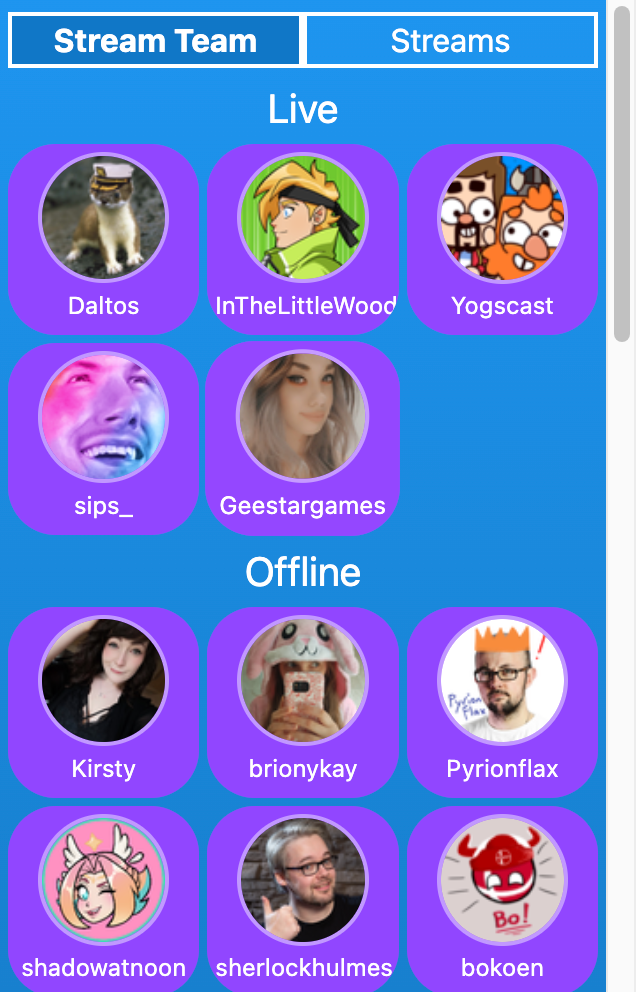 Stream Team
Streams
Live
Daltos
InTheLittleWood
Yogscast
sips_
Geestargames
Offline
Pyrion
Flax
!
Kirsty
brionykay
Pyrionflax
Bo!
shadowatnoon
sherlockhulmes
bokoen